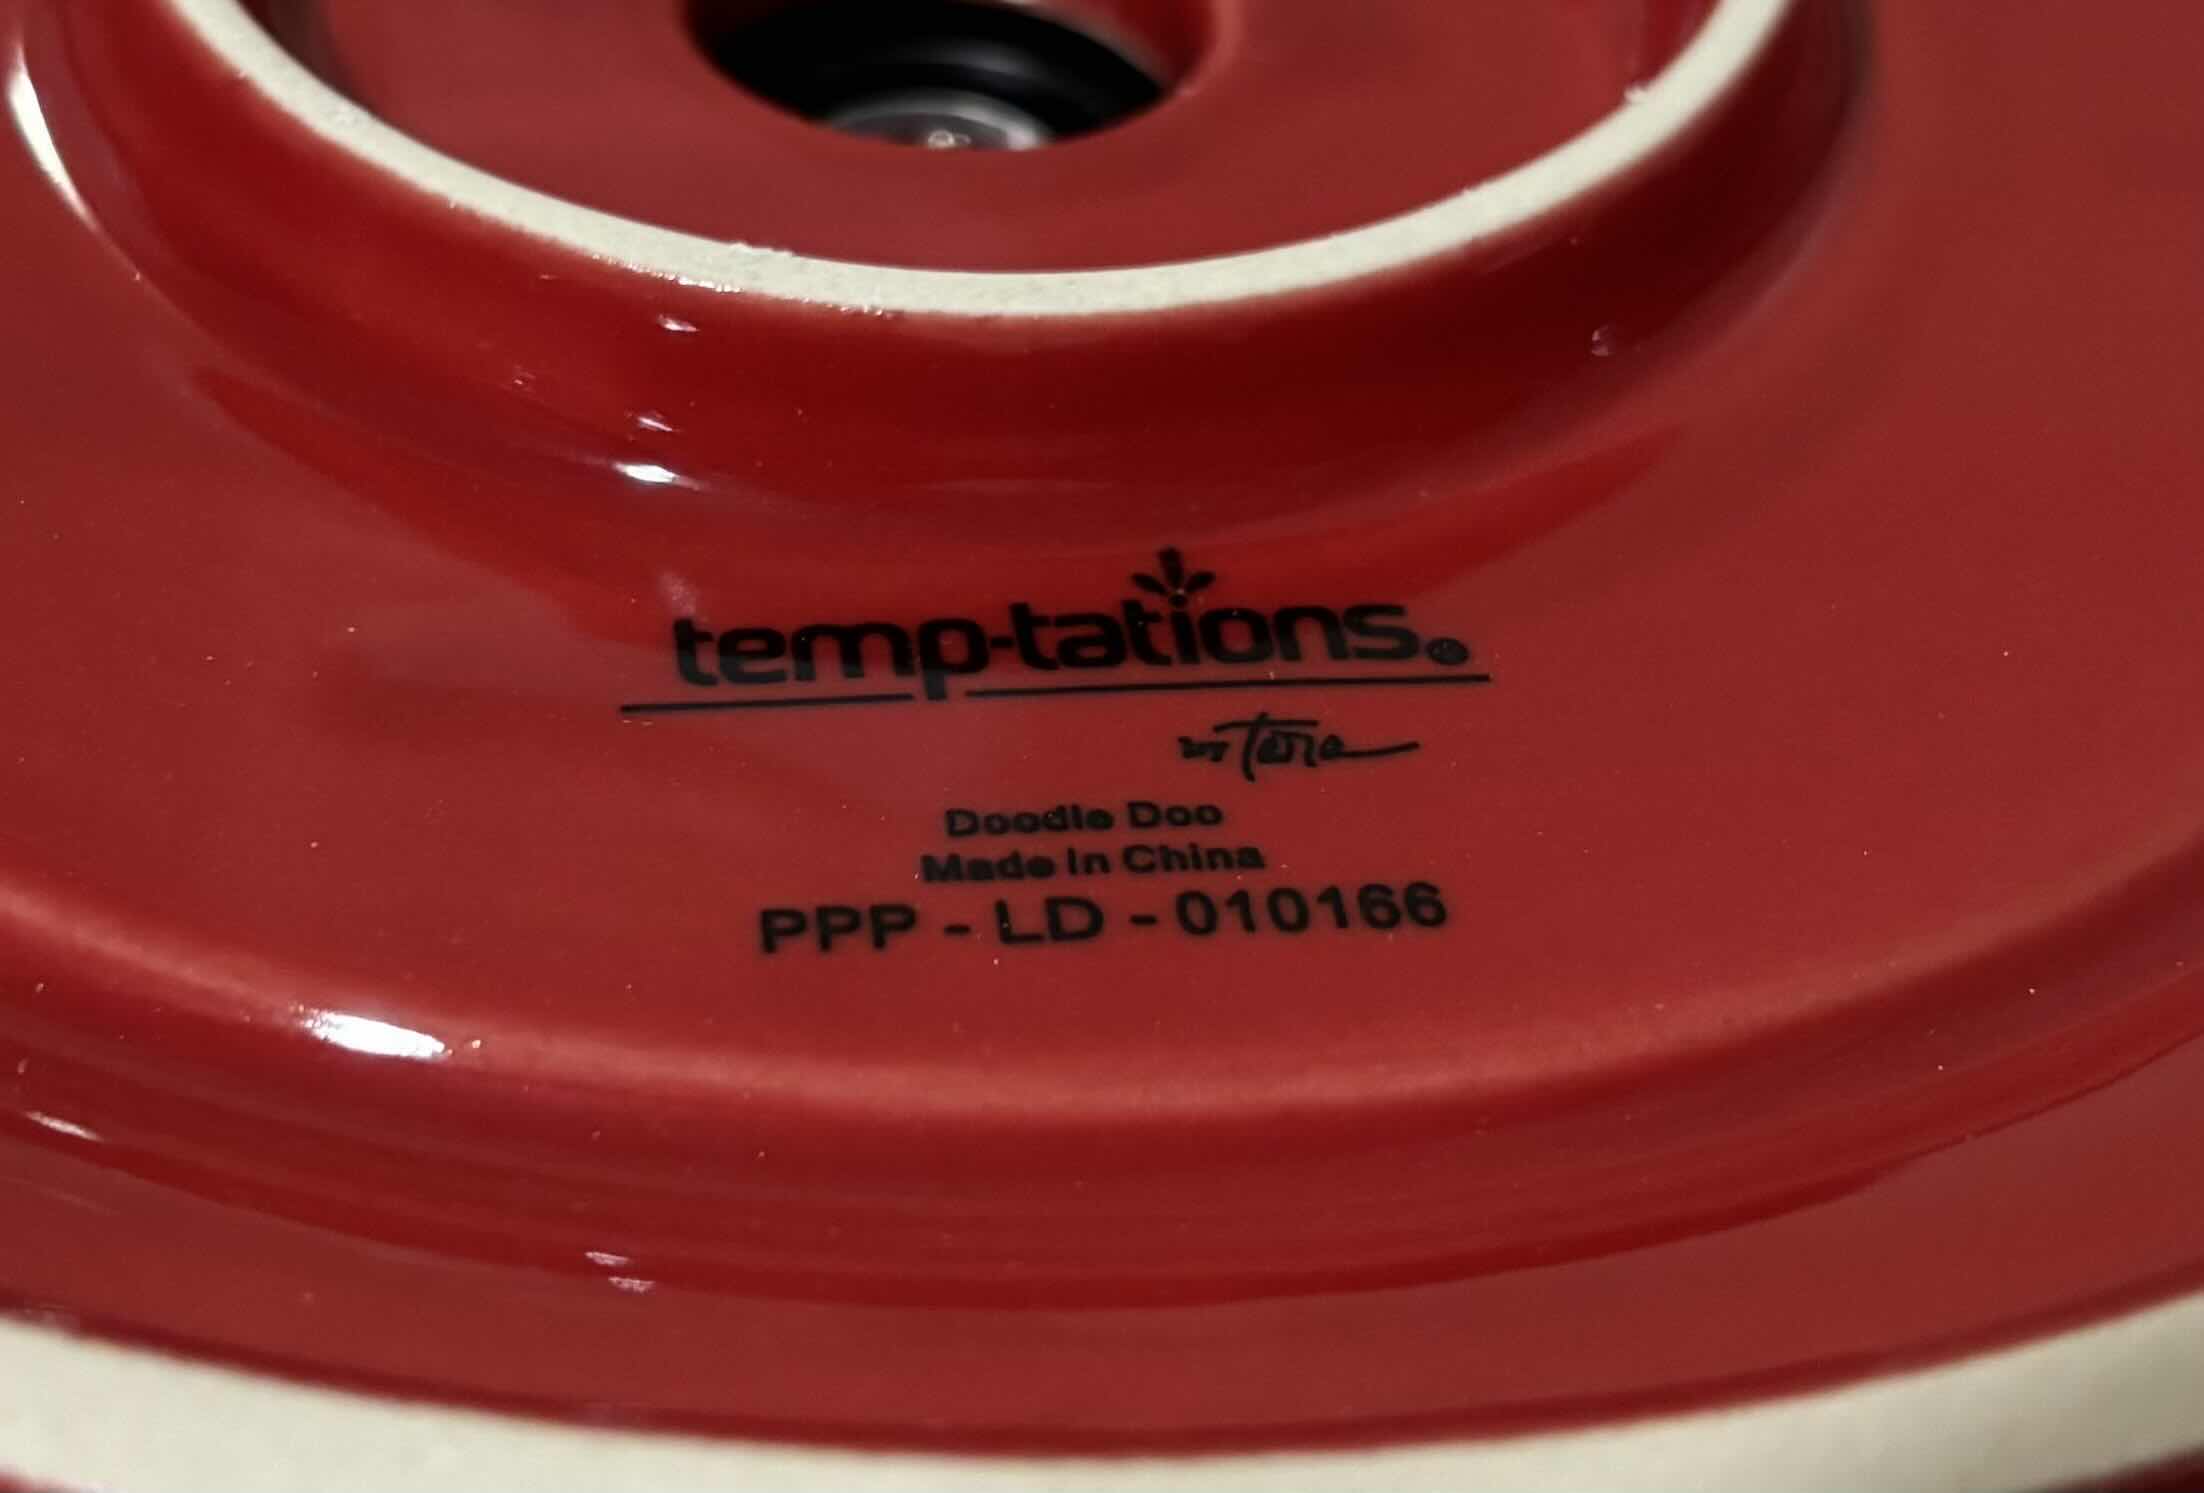 temp-tations®
by Tara
Doodle Doo
Made in China
PPP - LD - 010166